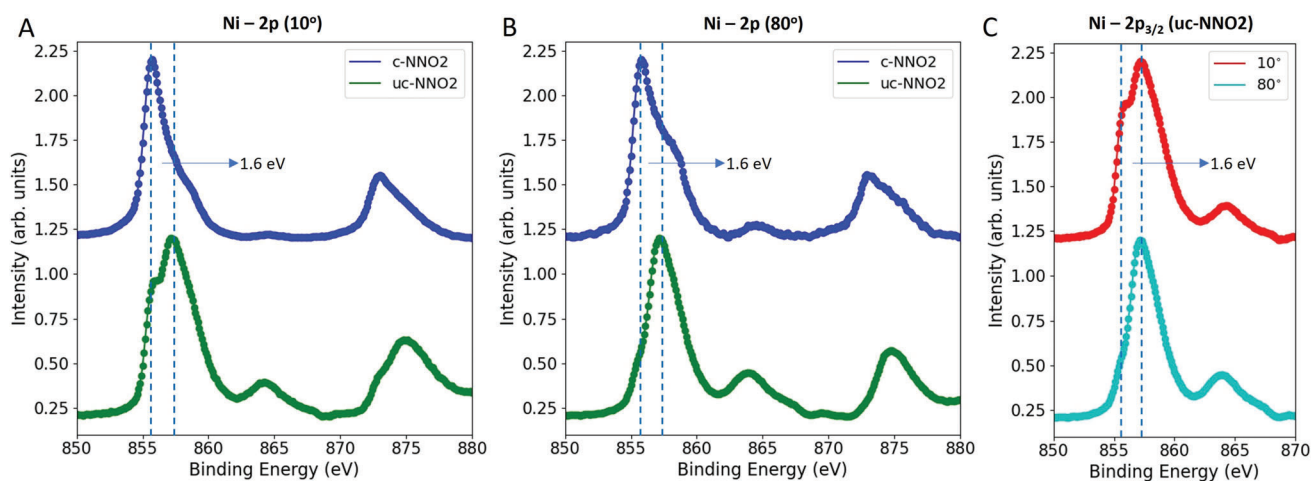 A
Ni – 2p (10°)
c-NNO2
uc-NNO2
1.6 eV
2.25
2.00
1.75
1.50
1.25
1.00
0.75
0.50
0.25
Intensity (arb. units)
850 855 860 865 870 875 880
Binding Energy (eV)
B
Ni – 2p (80°)
c-NNO2
uc-NNO2
1.6 eV
2.25
2.00
1.75
1.50
1.25
1.00
0.75
0.50
0.25
Intensity (arb. units)
850 855 860 865 870 875 880
Binding Energy (eV)
C
Ni – 2p3/2 (uc-NNO2)
10°
80°
1.6 eV
2.25
2.00
1.75
1.50
1.25
1.00
0.75
0.50
0.25
Intensity (arb. units)
850 855 860 865 870
Binding Energy (eV)